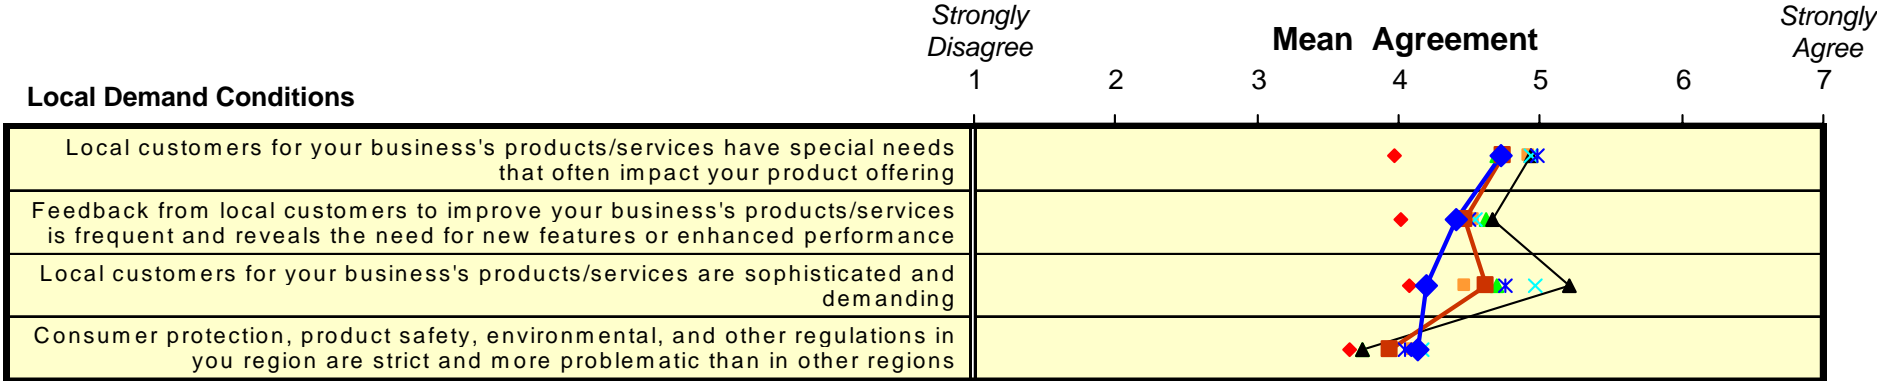 Strongly
Disagree
Mean Agreement
Strongly
Agree
1 2 3 4 5 6 7
Local Demand Conditions
Local customers for your business's products/services have special needs
that often impact your product offering
Feedback from local customers to improve your business's products/services
is frequent and reveals the need for new features or enhanced performance
Local customers for your business's products/services are sophisticated and
demanding
Consumer protection, product safety, environmental, and other regulations in
you region are strict and more problematic than in other regions